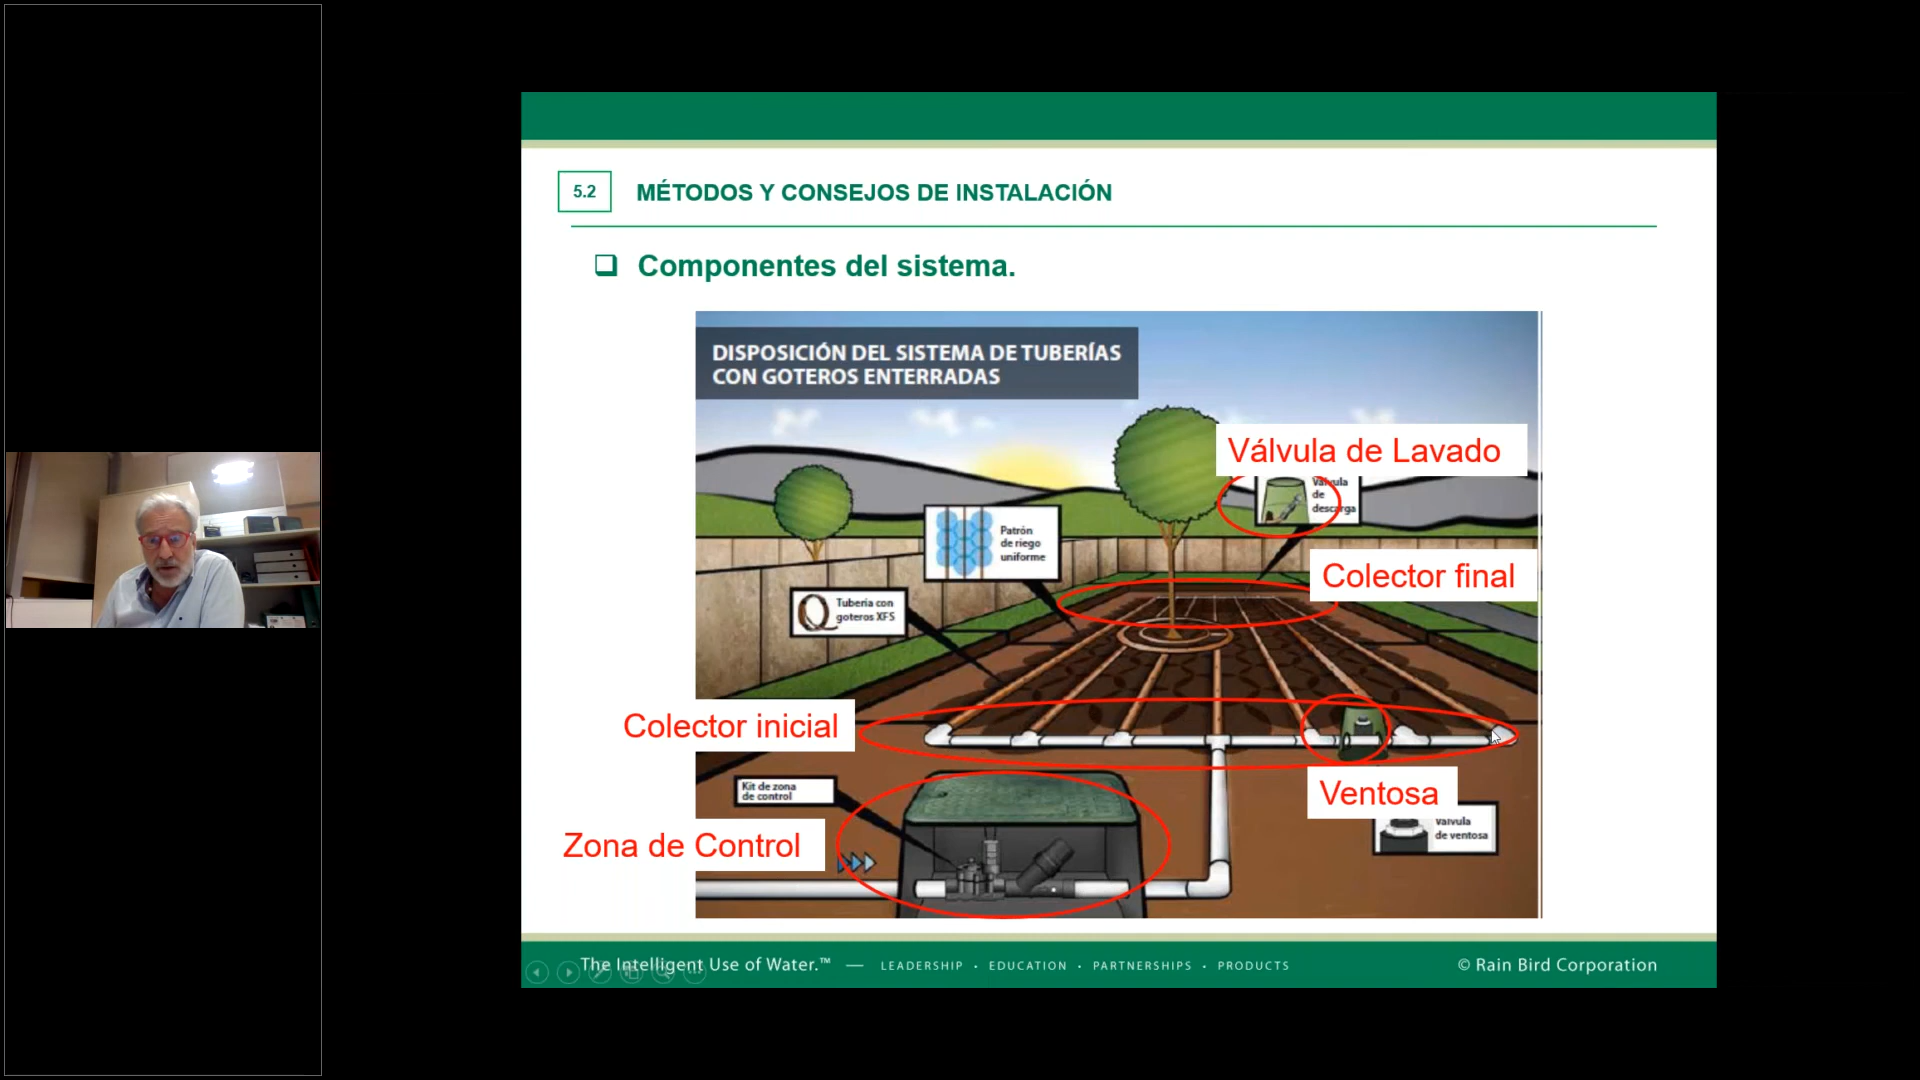 5.2
MÉTODOS Y CONSEJOS DE INSTALACIÓN
Componentes del sistema.
DISPOSICIÓN DEL SISTEMA DE TUBERÍAS
CON GOTEROS ENTERRADAS
Válvula de Lavado
Válvula
de
descarga
Patrón
de riego
uniforme
Colector final
Tubería con
goteros XFS
Colector inicial
Kit de zona
de control
Ventosa
Válvula
de ventosa
Zona de Control
The Intelligent Use of Water.™ — LEADERSHIP • EDUCATION • PARTNERSHIPS • PRODUCTS
© Rain Bird Corporation